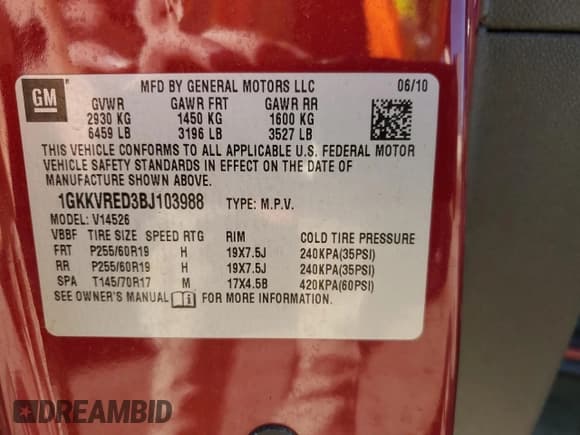 GM
®
MFD BY GENERAL MOTORS LLC 06/10
GVWR GAWR FRT GAWR RR
2930 KG 1450 KG 1600 KG
6459 LB 3196 LB 3527 LB
THIS VEHICLE CONFORMS TO ALL APPLICABLE U.S. FEDERAL MOTOR
VEHICLE SAFETY STANDARDS IN EFFECT ON THE DATE OF
MANUFACTURE SHOWN ABOVE.
1GKKVRED3BJ103988 TYPE: M.P.V.
MODEL: V14526
VBBF TIRE SIZE SPEED RTG RIM COLD TIRE PRESSURE
FRT P255/60R19 H 19X7.5J 240KPA(35PSI)
RR P255/60R19 H 19X7.5J 240KPA(35PSI)
SPA T145/70R17 M 17X4.5B 420KPA(60PSI)
SEE OWNER'S MANUAL FOR MORE INFORMATION.
DREAMBID